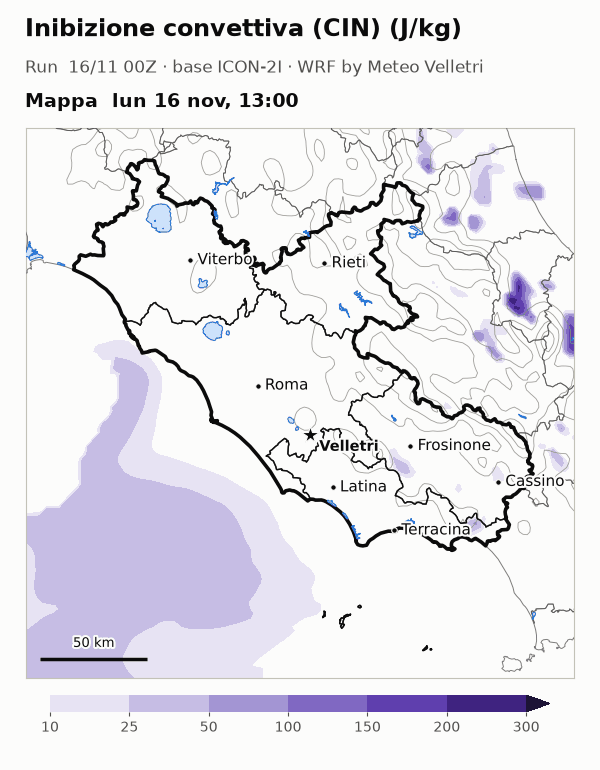 Inibizione convettiva (CIN) (J/kg)
Run 16/11 00Z · base ICON-2I · WRF by Meteo Velletri
Mappa lun 16 nov, 13:00
Viterbo
Rieti
Roma
Velletri
Frosinone
Latina
Cassino
Terracina
50 km
10 25 50 100 150 200 300